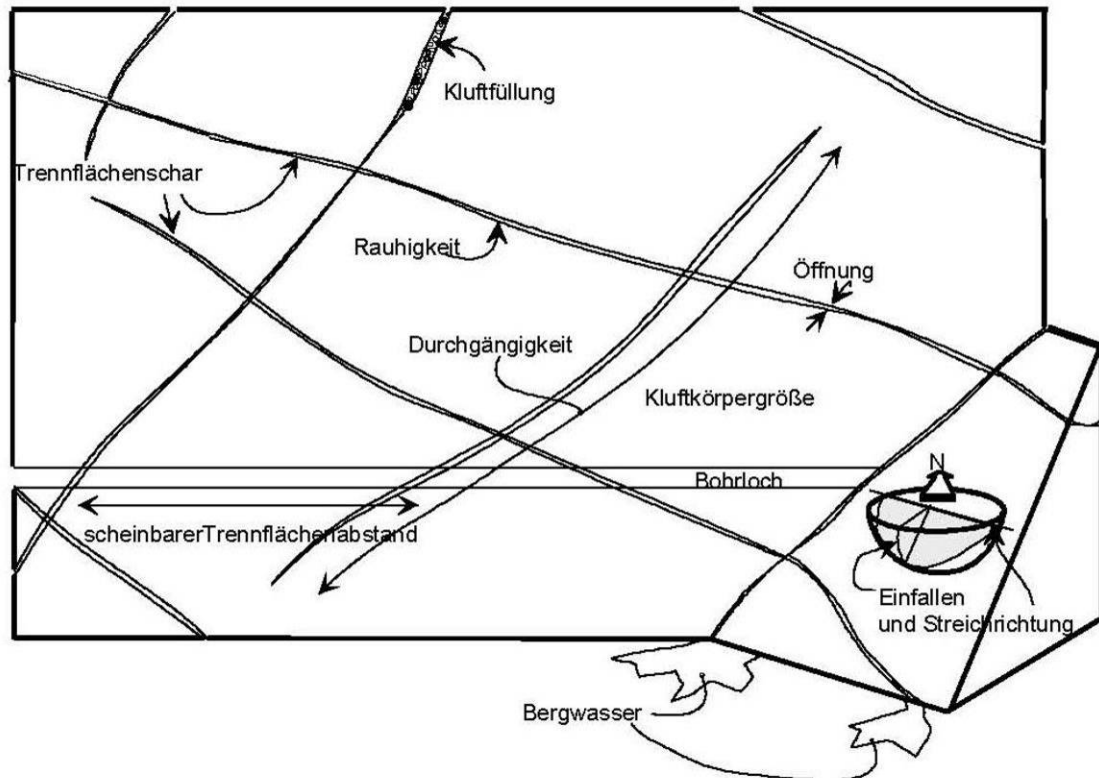 Kluftfüllung
Trennflächenschar
Rauhigkeit
Öffnung
Durchgängigkeit
Kluftkörpergröße
N
Bohrloch
scheinbarerTrennflächenabstand
Einfallen
und Streichrichtung
Bergwasser